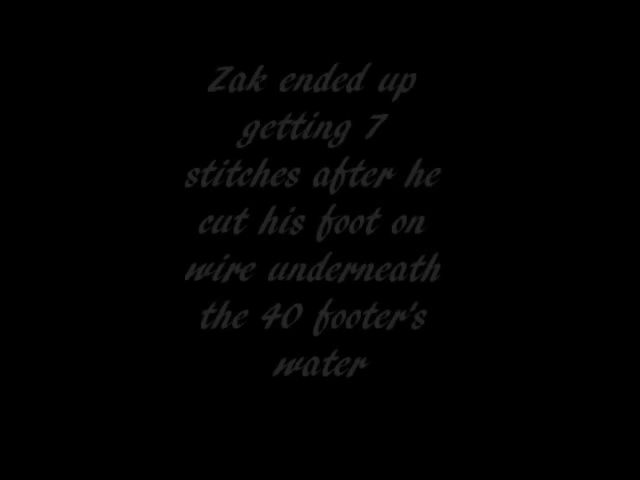 Zak ended up
getting 7
stitches after he
cut his foot on
wire underneath
the 40 footer's
water